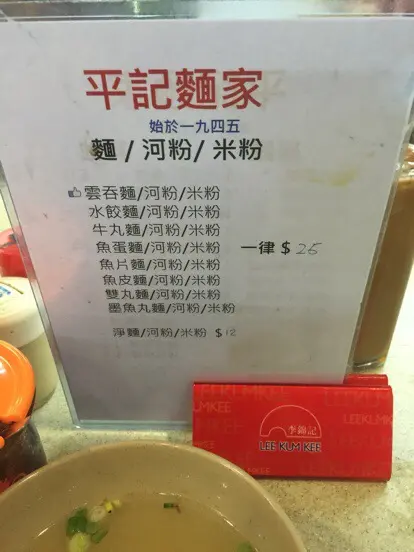 平記麵家
始於一九四五
麵/河粉/米粉
雲吞麵/河粉/米粉
水餃麵/河粉/米粉
牛丸麵/河粉/米粉
魚蛋麵/河粉/米粉 一律 $ 25
魚片麵/河粉/米粉
魚皮麵/河粉/米粉
雙丸麵/河粉/米粉
墨魚丸麵/河粉/米粉
淨麵/河粉/米粉 $12
李錦記
LEE KUM KEE